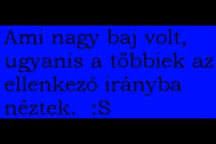 Ami nagy baj volt,
ugyanis a többiek az
ellenkező irányba
néztek. :S